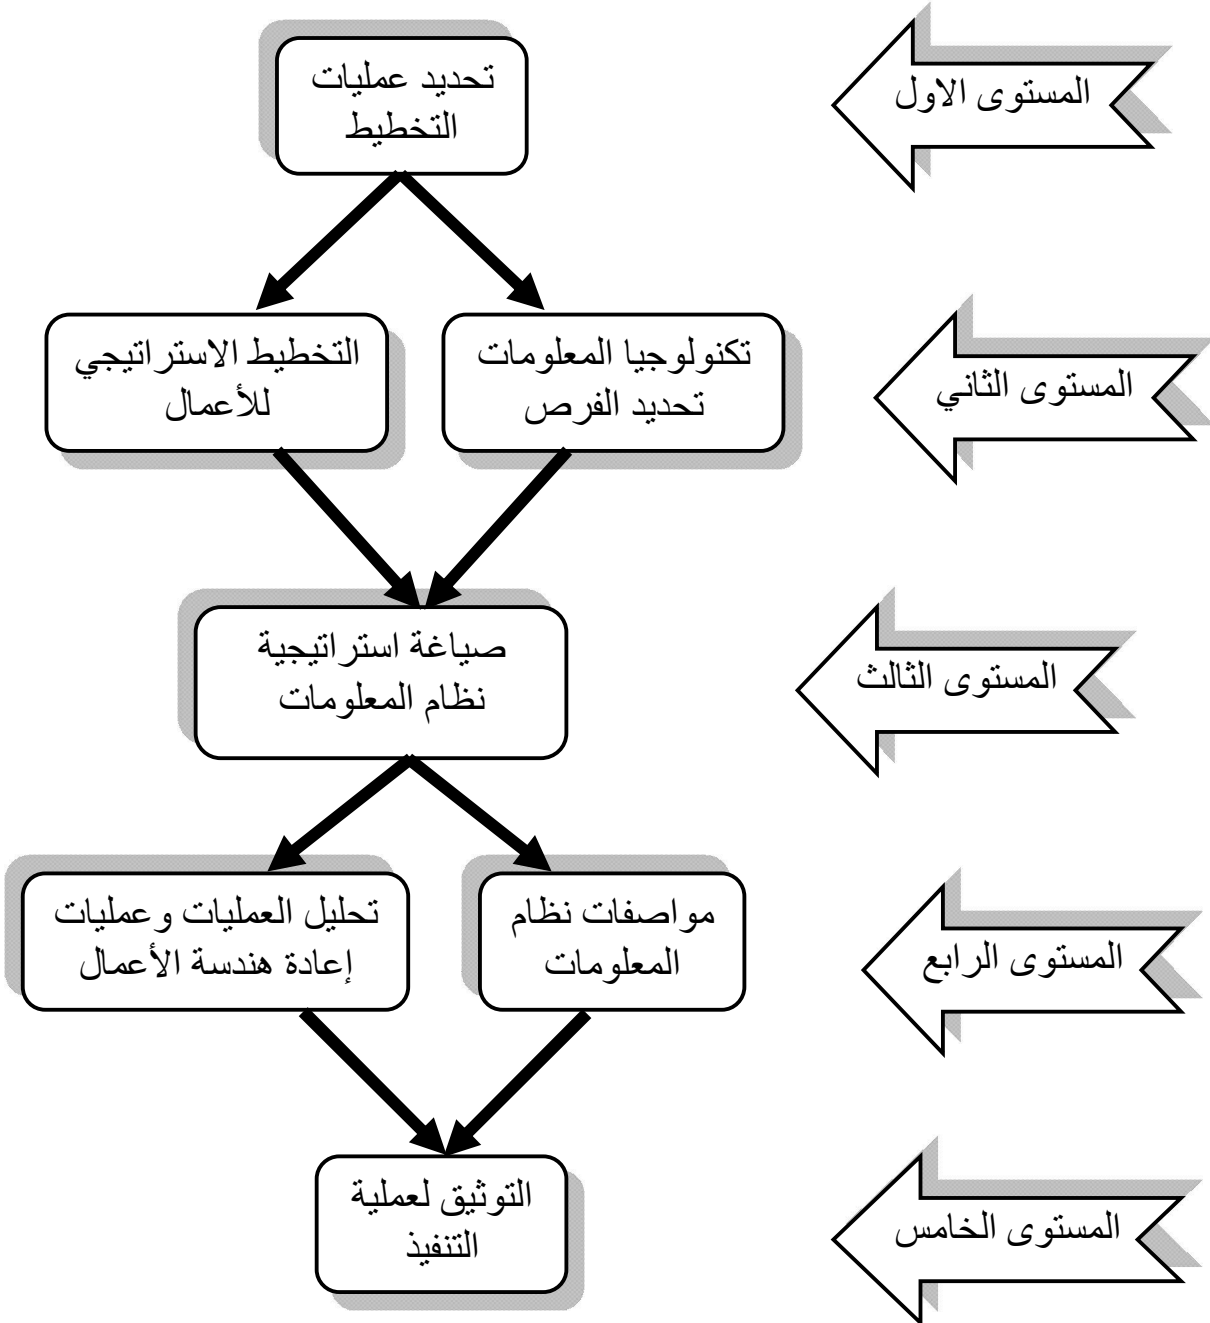 المستوى الاول
تحديد عمليات
التخطيط
المستوى الثاني
تكنولوجيا المعلومات
تحديد الفرص
التخطيط الاستراتيجي
للأعمال
المستوى الثالث
صياغة استراتيجية
نظام المعلومات
المستوى الرابع
مواصفات نظام
المعلومات
تحليل العمليات وعمليات
إعادة هندسة الأعمال
المستوى الخامس
التوثيق لعملية
التنفيذ